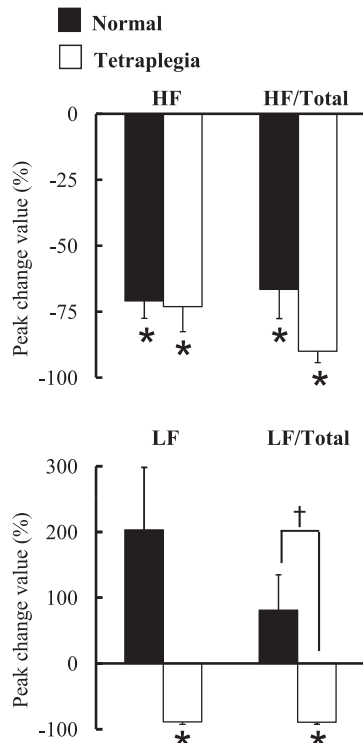 Normal
Tetraplegia
HF HF/Total
0
-25
-50
-75
-100
Peak change value (%)
* * * *
LF LF/Total
300
200
100
0
-100
Peak change value (%)
†
* *